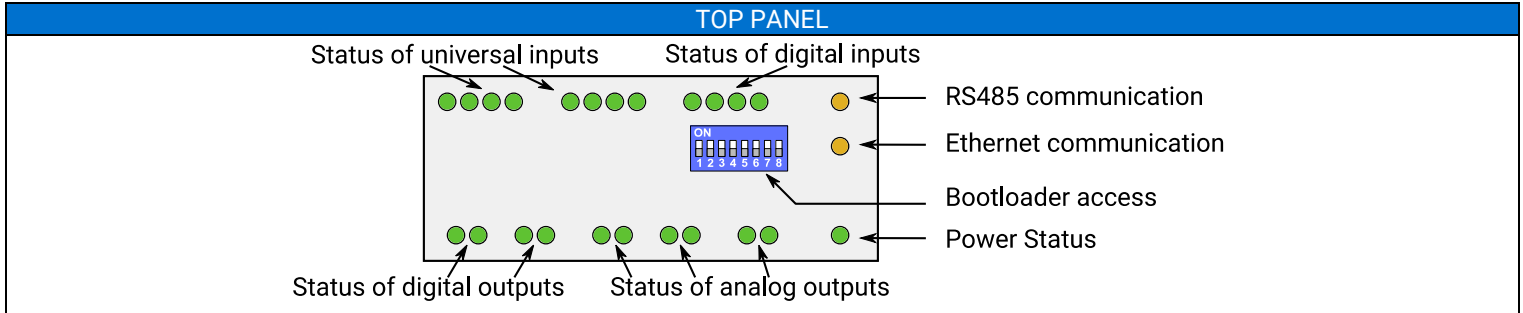 TOP PANEL
Status of universal inputs
Status of digital inputs
RS485 communication
ON
1 2 3 4 5 6 7 8
Ethernet communication
Bootloader access
Power Status
Status of digital outputs
Status of analog outputs